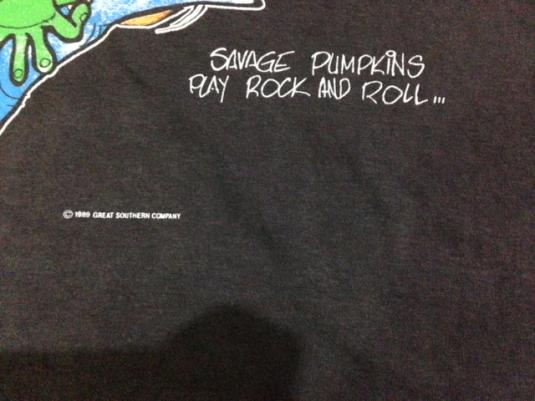 SAVAGE PUMPKINS
PLAY ROCK AND ROLL...
© 1989 GREAT SOUTHERN COMPANY